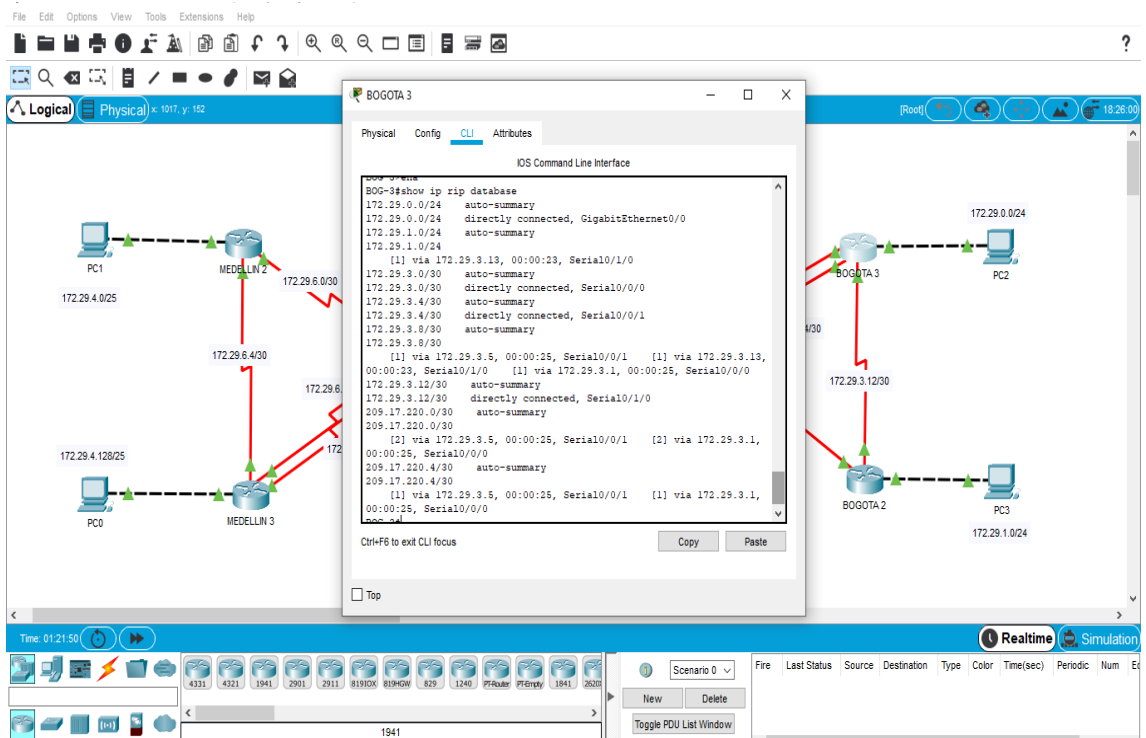 File Edit Options View Tools Extensions Help
?
Logical Physical x: 1017, y: 152 [Root] 18:26:00
BOGOTA 3
Physical Config CLI Attributes
IOS Command Line Interface
BOG-3#show ip rip database
172.29.0.0/24 auto-summary
172.29.0.0/24 directly connected, GigabitEthernet0/0
172.29.1.0/24 auto-summary
172.29.1.0/24
[1] via 172.29.3.13, 00:00:23, Serial0/1/0
172.29.3.0/30 auto-summary
172.29.3.0/30 directly connected, Serial0/0/0
172.29.3.4/30 auto-summary
172.29.3.4/30 directly connected, Serial0/0/1
172.29.3.8/30 auto-summary
172.29.3.8/30
[1] via 172.29.3.5, 00:00:25, Serial0/0/1 [1] via 172.29.3.13,
00:00:23, Serial0/1/0 [1] via 172.29.3.1, 00:00:25, Serial0/0/0
172.29.3.12/30 auto-summary
172.29.3.12/30 directly connected, Serial0/1/0
209.17.220.0/30 auto-summary
209.17.220.0/30
[2] via 172.29.3.5, 00:00:25, Serial0/0/1 [2] via 172.29.3.1,
00:00:25, Serial0/0/0
209.17.220.4/30 auto-summary
209.17.220.4/30
[1] via 172.29.3.5, 00:00:25, Serial0/0/1 [1] via 172.29.3.1,
00:00:25, Serial0/0/0
Ctrl+F6 to exit CLI focus Copy Paste
Top
PC1
MEDELLIN 2
172.29.6.0/30
172.29.4.0/25
172.29.6.4/30
172.29.6.
172
172.29.4.128/25
PC0
MEDELLIN 3
172.29.0.0/24
BOGOTA 3
PC2
4/30
172.29.3.12/30
BOGOTA 2
PC3
172.29.1.0/24
Time: 01:21:50 Realtime Simulation
4331 4321 1941 2901 2911 819IOX 819HGW 829 1240 PT-Router PT-Empty 1841 2620X
1941
Scenario 0
New Delete
Toggle PDU List Window
Fire Last Status Source Destination Type Color Time(sec) Periodic Num Ed